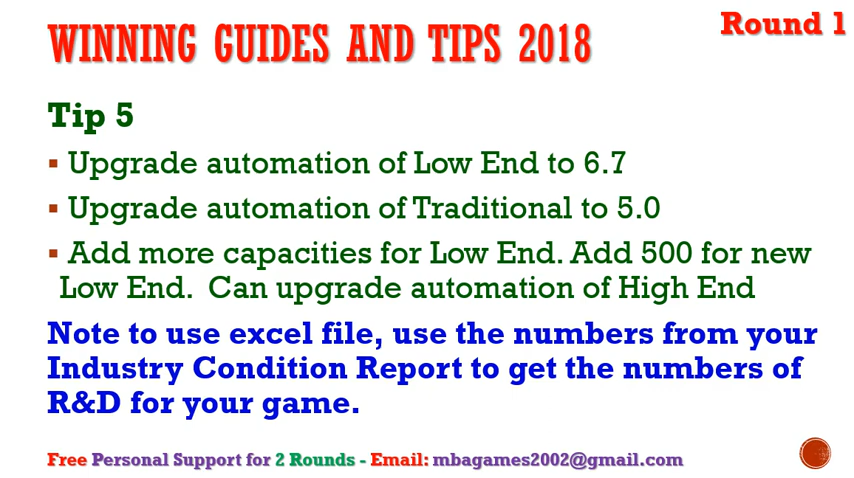 WINNING GUIDES AND TIPS 2018
Round 1
Tip 5
▪ Upgrade automation of Low End to 6.7
▪ Upgrade automation of Traditional to 5.0
▪ Add more capacities for Low End. Add 500 for new
Low End. Can upgrade automation of High End
Note to use excel file, use the numbers from your
Industry Condition Report to get the numbers of
R&D for your game.
Free Personal Support for 2 Rounds - Email: mbagames2002@gmail.com